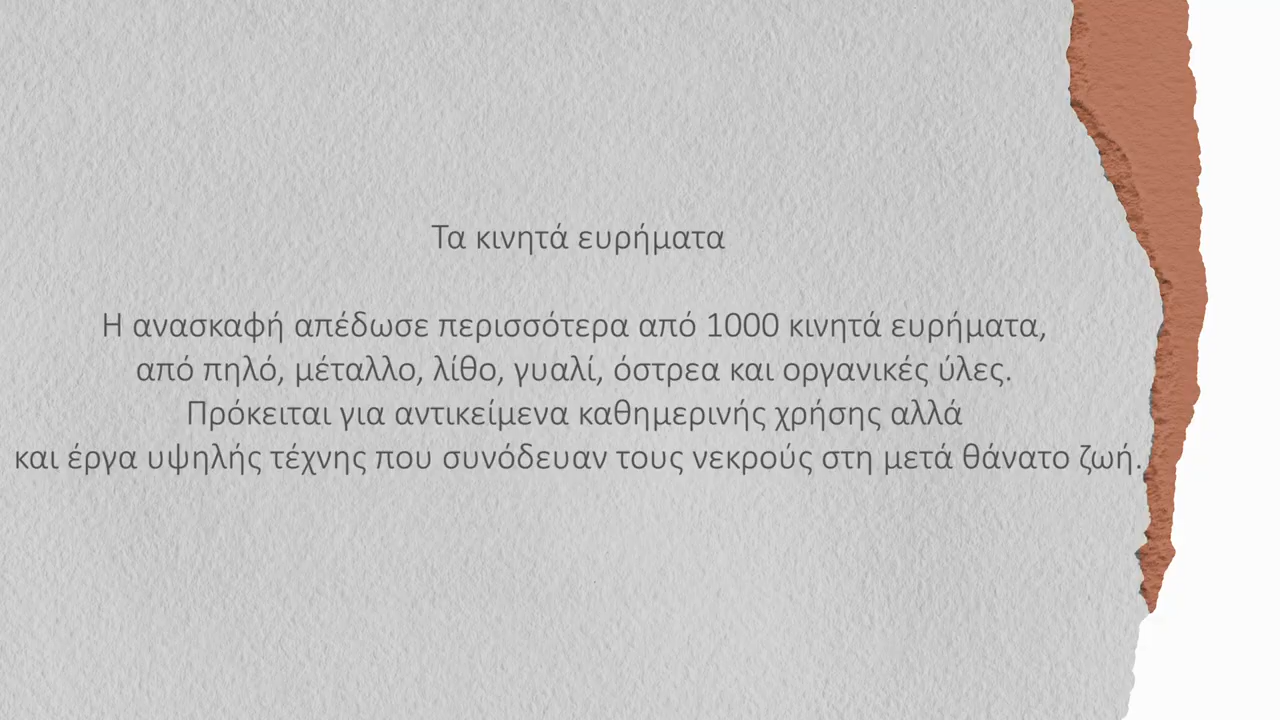 Τα κινητά ευρήματα
Η ανασκαφή απέδωσε περισσότερα από 1000 κινητά ευρήματα,
από πηλό, μέταλλο, λίθο, γυαλί, όστρεα και οργανικές ύλες.
Πρόκειται για αντικείμενα καθημερινής χρήσης αλλά
και έργα υψηλής τέχνης που συνόδευαν τους νεκρούς στη μετά θάνατο ζωή.